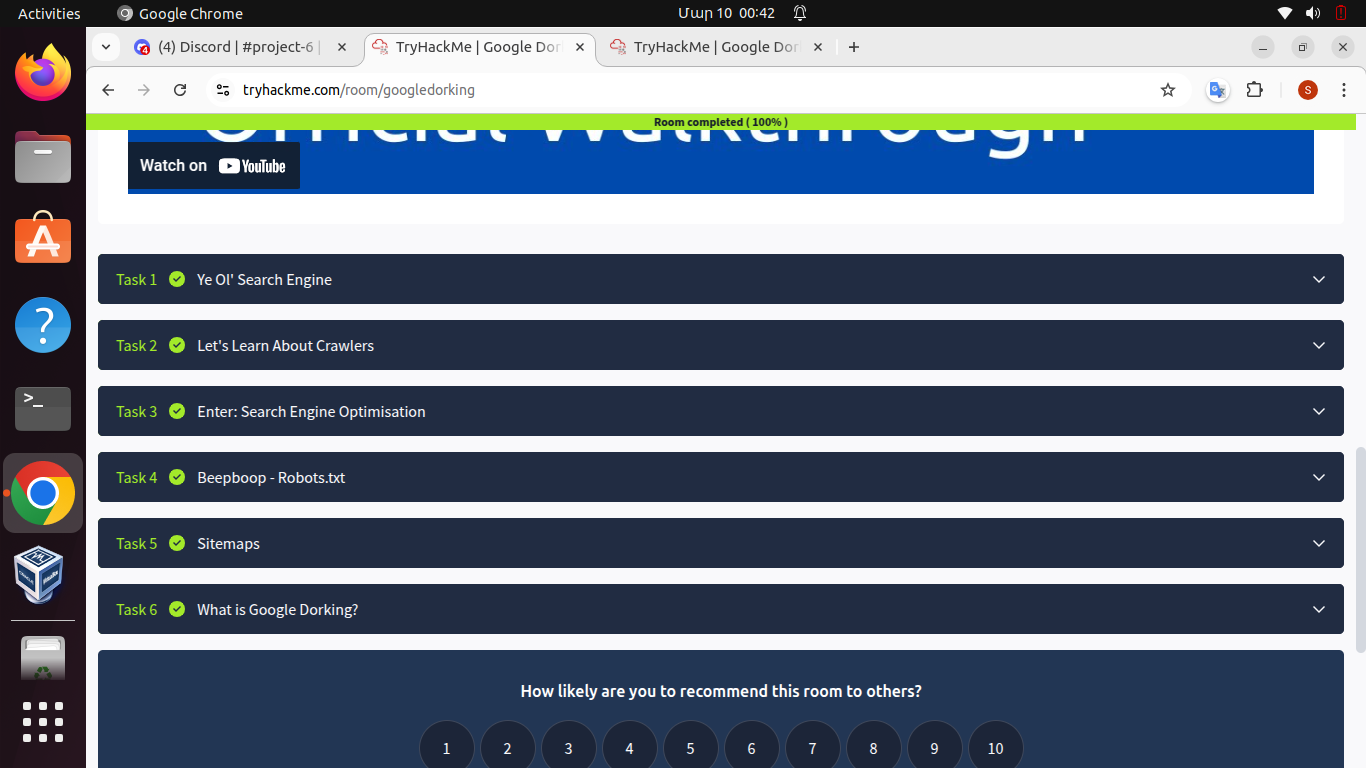 Activities
Google Chrome
Մար 10 00:42
(4) Discord | #project-6 |
TryHackMe | Google Dor
TryHackMe | Google Dor
tryhackme.com/room/googledorking
S
Room completed ( 100% )
Official Walkthrough
Watch on YouTube
Task 1 Ye Ol' Search Engine
Task 2 Let's Learn About Crawlers
Task 3 Enter: Search Engine Optimisation
Task 4 Beepboop - Robots.txt
Task 5 Sitemaps
Task 6 What is Google Dorking?
How likely are you to recommend this room to others?
1 2 3 4 5 6 7 8 9 10